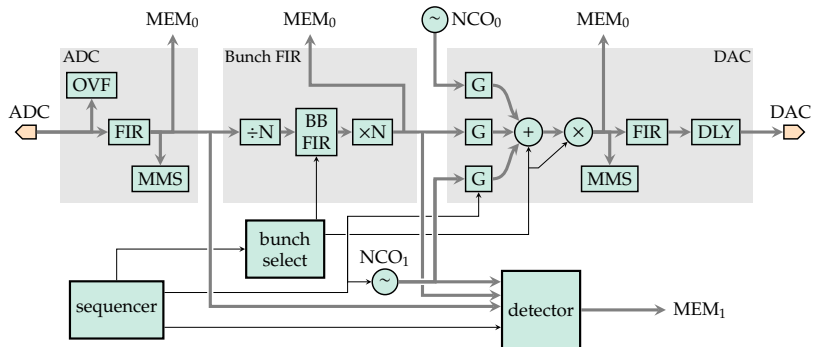 MEM₀
MEM₀
NCO₀
~
MEM₀
ADC
Bunch FIR
DAC
OVF
G
ADC
FIR
÷N
BB
FIR
×N
G
+
×
FIR
DLY
DAC
MMS
G
MMS
bunch
select
NCO₁
~
sequencer
detector
MEM₁